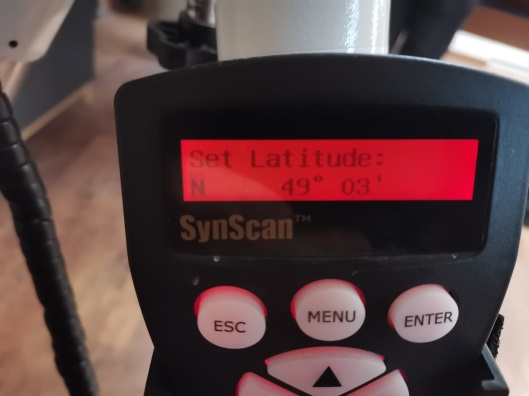 Set Latitude:
N 49° 03'
SynScan™
ESC
MENU
ENTER